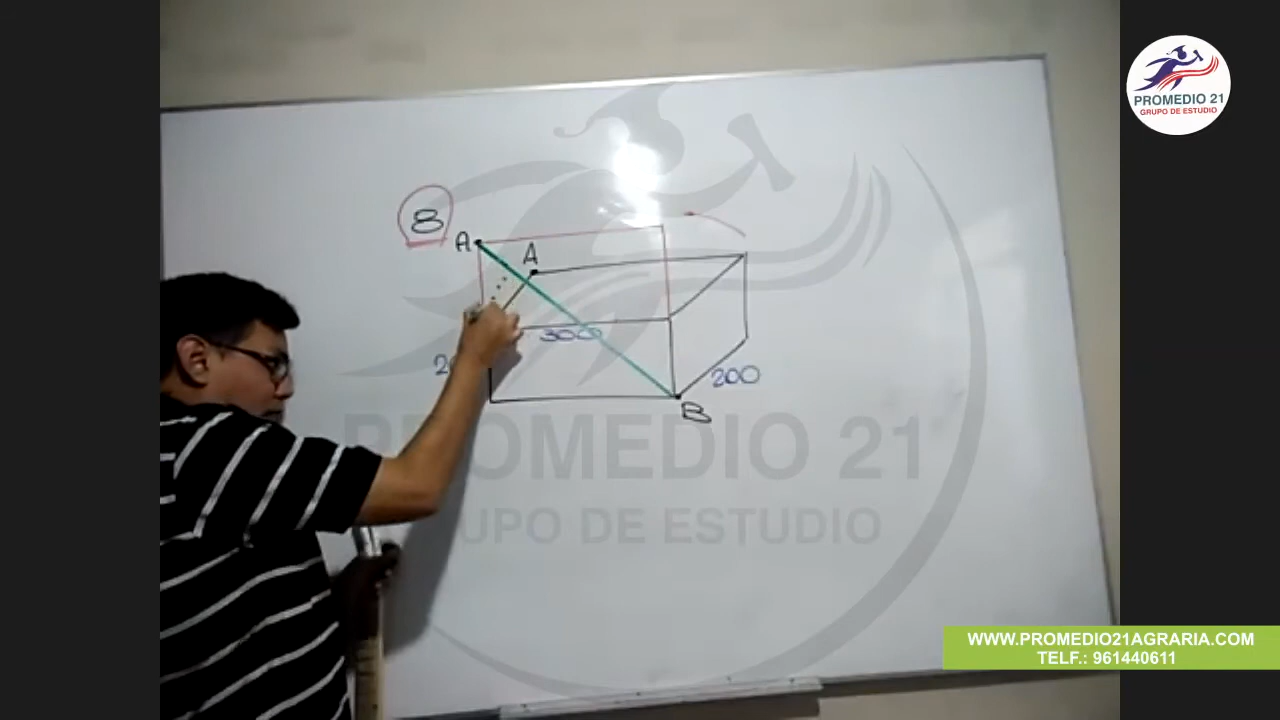 PROMEDIO 21
GRUPO DE ESTUDIO
8
A
A
300
200
B
PROMEDIO 21
GRUPO DE ESTUDIO
WWW.PROMEDIO21AGRARIA.COM
TELF.: 961440611